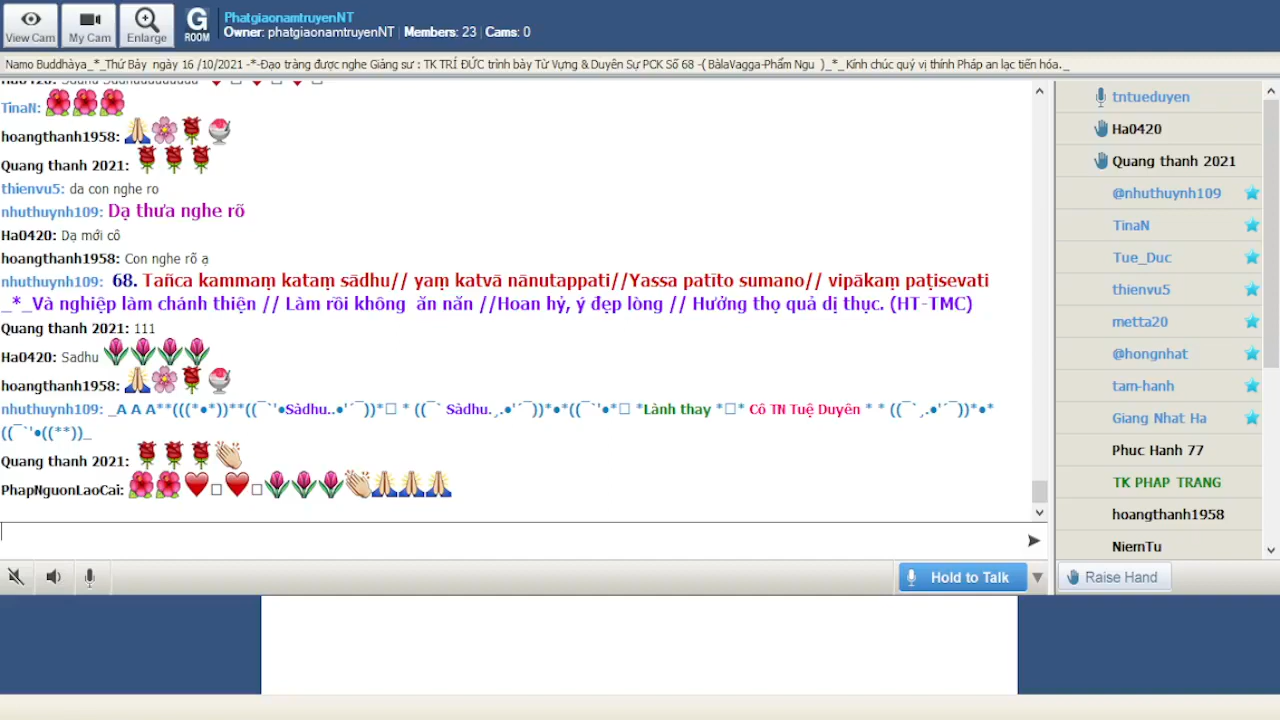 View Cam
My Cam
Enlarge
G
ROOM
PhatgiaonamtruyenNT
Owner: phatgiaonamtruyenNT | Members: 23 | Cams: 0
Namo Buddhàya_*_Thứ Bảy ngày 16 /10/2021 -*-Đạo tràng được nghe Giảng sư : TK TRÍ ĐỨC trình bày Từ Vựng & Duyên Sự PCK Số 68 -( BàlaVagga-Phẩm Ngu )_*_Kính chúc quý vị thính Pháp an lạc tiến hóa._
TinaN:
hoangthanh1958:
Quang thanh 2021:
thienvu5: da con nghe ro
nhuthuynh109: Dạ thưa nghe rõ
Ha0420: Dạ mới cô
hoangthanh1958: Con nghe rõ ạ
nhuthuynh109: 68. Tañca kammaṃ kataṃ sādhu// yaṃ katvā nānutappati//Yassa patīto sumano// vipākaṃ paṭisevati
_*_Và nghiệp làm chánh thiện // Làm rồi không ăn năn //Hoan hỷ, ý đẹp lòng // Hưởng thọ quả dị thục. (HT-TMC)
Quang thanh 2021: 111
Ha0420: Sadhu
hoangthanh1958:
nhuthuynh109: _A A A**(((*●*))**((¯`'●Sàdhu..●'´¯))*□ * ((¯` Sàdhu.¸.●'´¯))*●*((¯`'●*□ *Lành thay *□* Cô TN Tuệ Duyên * * ((¯`¸.●'´¯))*●*
((¯`'●((**))_
Quang thanh 2021:
PhapNguonLaoCai:
Hold to Talk
tntueduyen
Ha0420
Quang thanh 2021
@nhuthuynh109
TinaN
Tue_Duc
thienvu5
metta20
@hongnhat
tam-hanh
Giang Nhat Ha
Phuc Hanh 77
TK PHAP TRANG
hoangthanh1958
NiemTu
Raise Hand